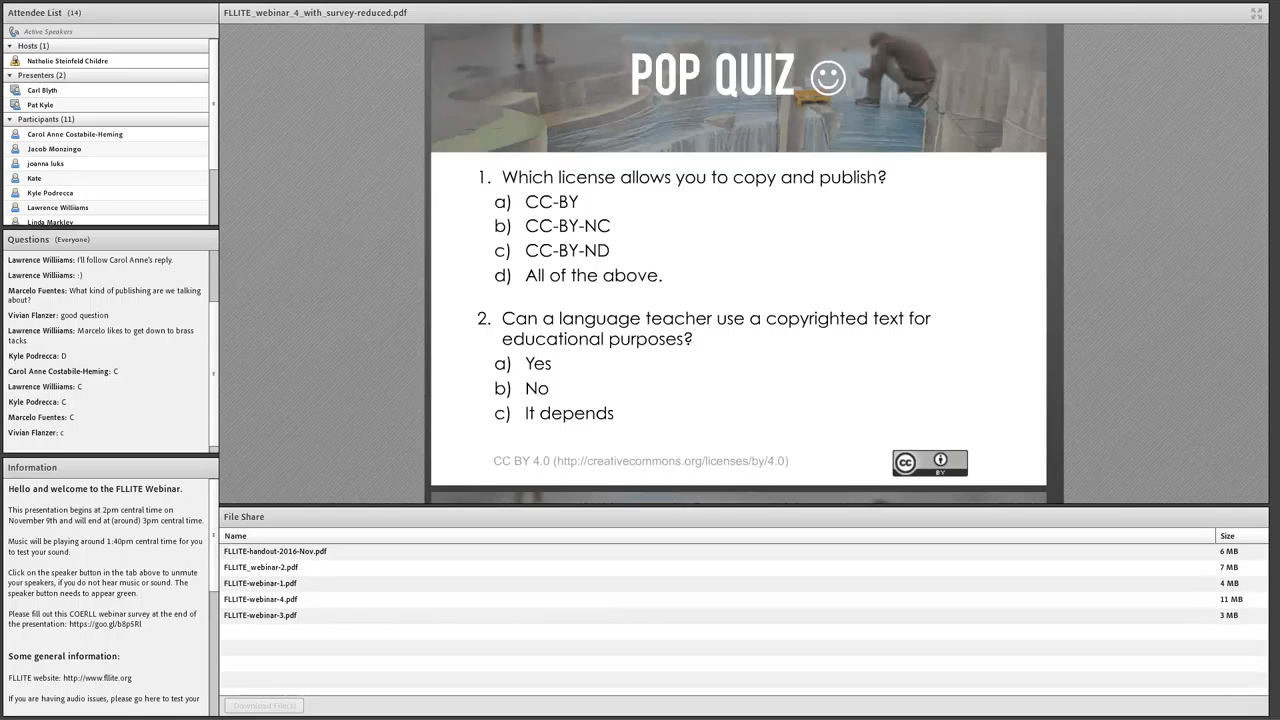 Attendee List (14)
Active Speakers
Hosts (1)
Nathalie Steinfeld Childre
Presenters (2)
Carl Blyth
Pat Kyle
Participants (11)
Carol Anne Costabile-Heming
Jacob Monzingo
joanna luks
Kate
Kyle Podrecca
Lawrence Williims
Linda Markley
Questions (Everyone)
Lawrence Williims: I'll follow Carol Anne's reply.
Lawrence Williims: :)
Marcelo Fuentes: What kind of publishing are we talking
about?
Vivian Flanzer: good question
Lawrence Williims: Marcelo likes to get down to brass
tacks.
Kyle Podrecca: D
Carol Anne Costabile-Heming: C
Lawrence Williims: C
Kyle Podrecca: C
Marcelo Fuentes: C
Vivian Flanzer: c
Information
Hello and welcome to the FLLITE Webinar.
This presentation begins at 2pm central time on
November 9th and will end at (around) 3pm central time.
Music will be playing around 1:40pm central time for you
to test your sound.
Click on the speaker button in the tab above to unmute
your speakers, if you do not hear music or sound. The
speaker button needs to appear green.
Please fill out this COERLL webinar survey at the end of
the presentation: https://goo.gl/b8pSRl
Some general information:
FLLITE website: http://www.fllite.org
If you are having audio issues, please go here to test your
FLLITE_webinar_4_with_survey-reduced.pdf
POP QUIZ ☺
1. Which license allows you to copy and publish?
a) CC-BY
b) CC-BY-NC
c) CC-BY-ND
d) All of the above.
2. Can a language teacher use a copyrighted text for
educational purposes?
a) Yes
b) No
c) It depends
CC BY 4.0 (http://creativecommons.org/licenses/by/4.0)
cc BY
File Share
Name Size
FLLITE-handout-2016-Nov.pdf 6 MB
FLLITE_webinar-2.pdf 7 MB
FLLITE-webinar-1.pdf 4 MB
FLLITE-webinar-4.pdf 11 MB
FLLITE-webinar-3.pdf 3 MB
Download File(s)